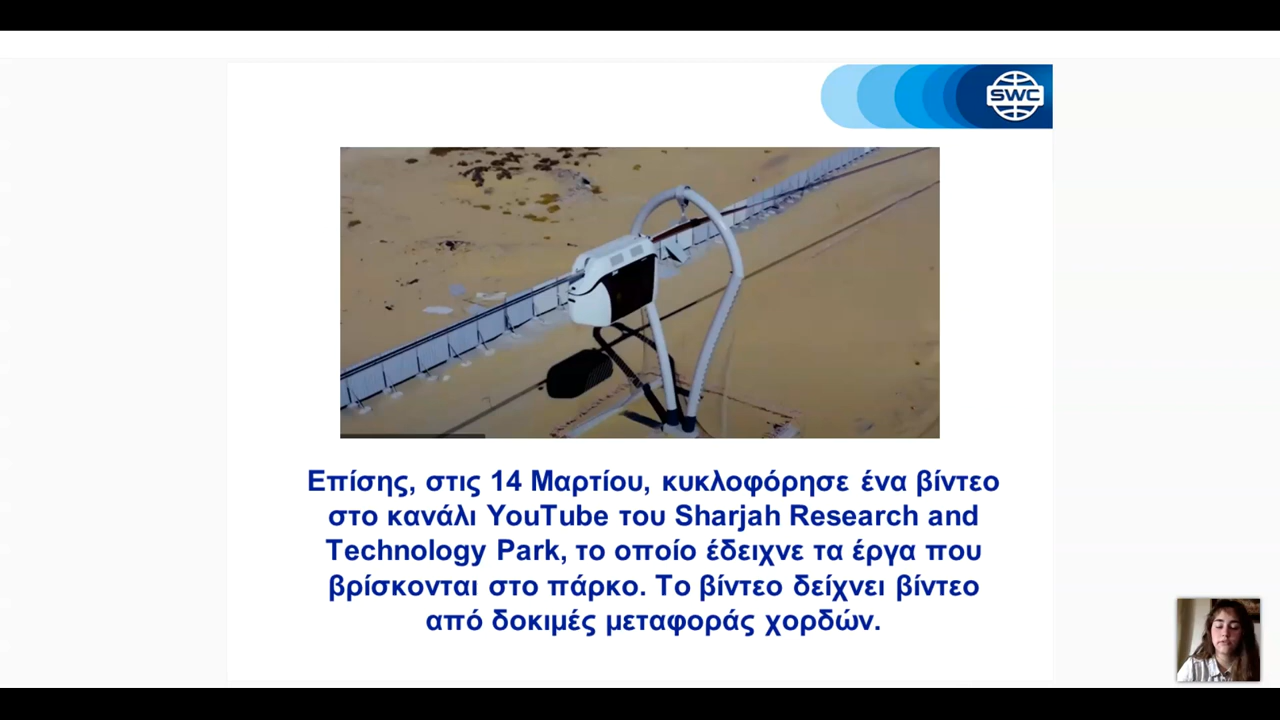 SWC
Επίσης, στις 14 Μαρτίου, κυκλοφόρησε ένα βίντεο
στο κανάλι YouTube του Sharjah Research and
Technology Park, το οποίο έδειχνε τα έργα που
βρίσκονται στο πάρκο. Το βίντεο δείχνει βίντεο
από δοκιμές μεταφοράς χορδών.